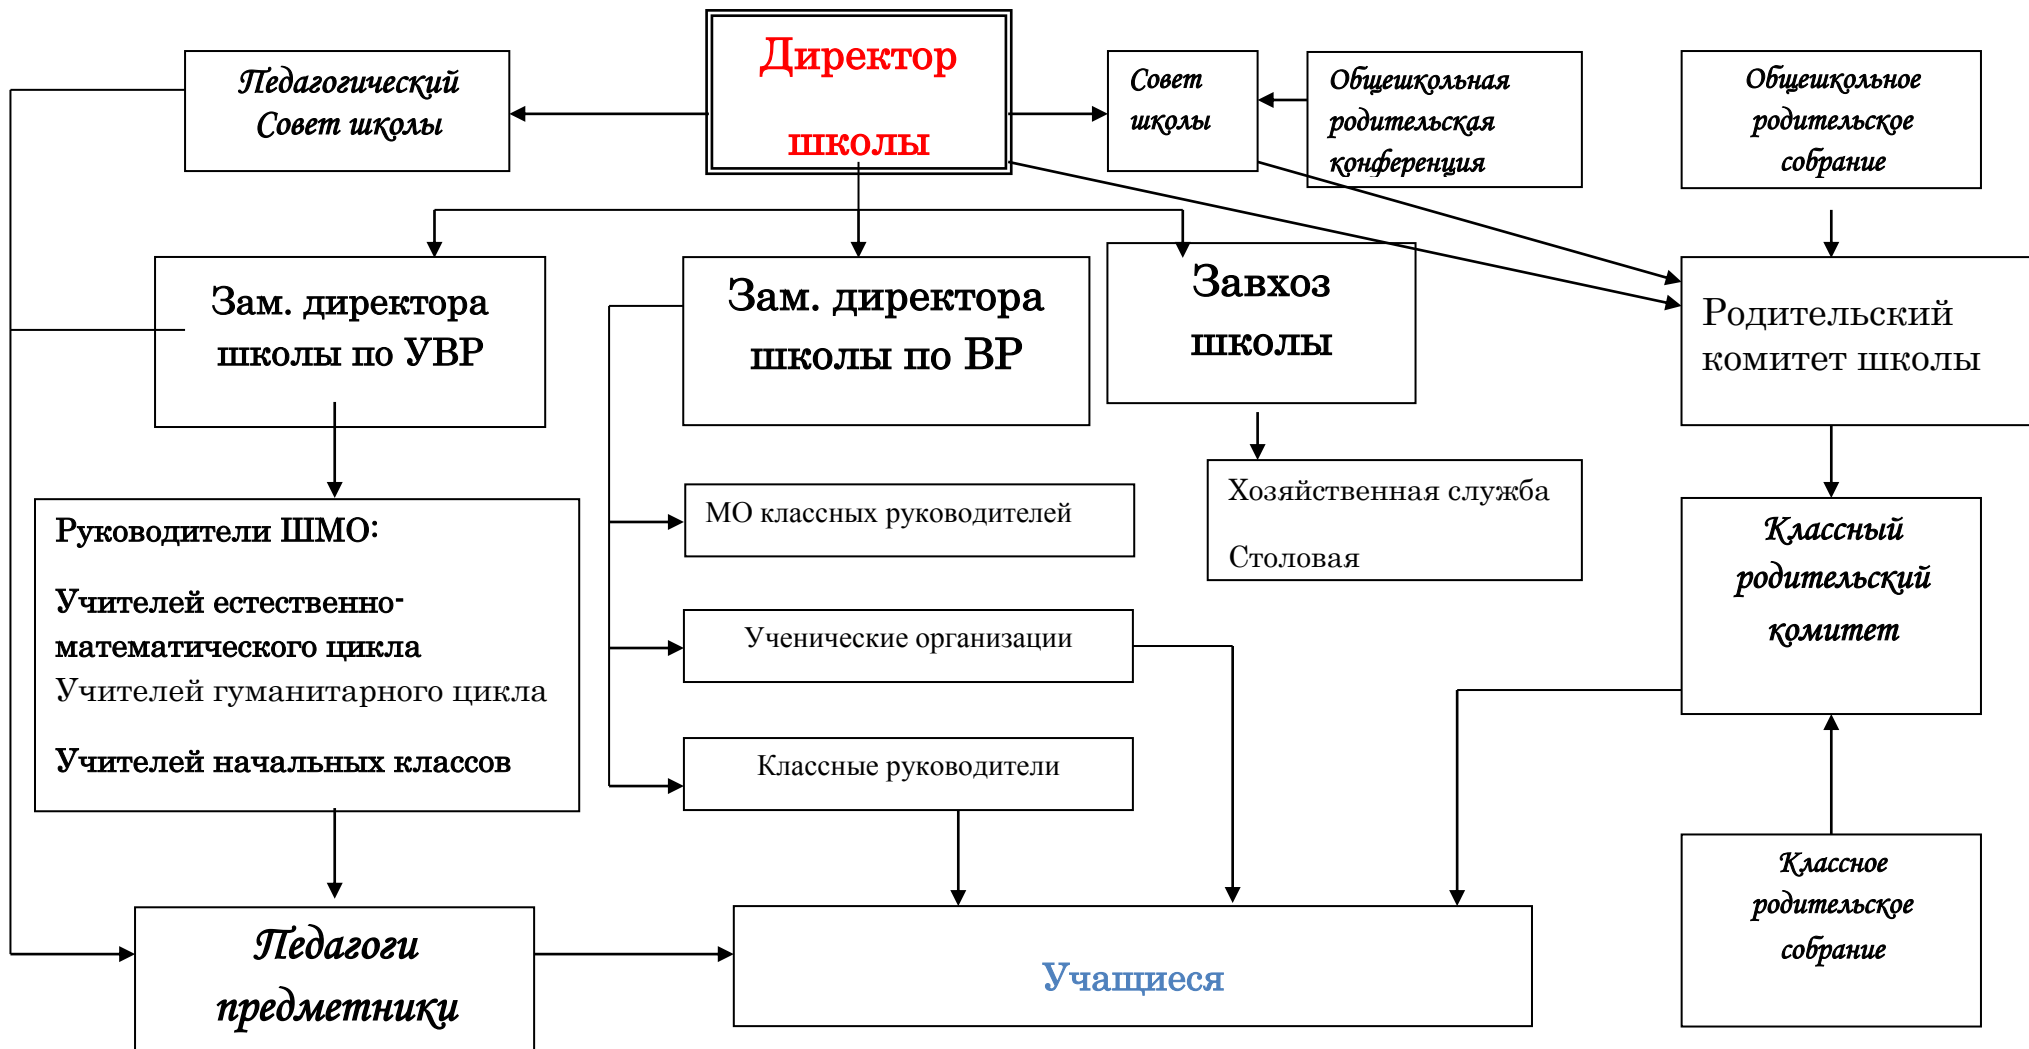 Педагогический
Совет школы
Директор
школы
Совет
школы
Общешкольная
родительская
конференция
Общешкольное
родительское
собрание
Зам. директора
школы по УВР
Зам. директора
школы по ВР
Завхоз
школы
Родительский
комитет школы
Руководители ШМО:
Учителей естественно-
математического цикла
Учителей гуманитарного цикла
Учителей начальных классов
МО классных руководителей
Ученические организации
Классные руководители
Хозяйственная служба
Столовая
Классный
родительский
комитет
Педагоги
предметники
Учащиеся
Классное
родительское
собрание